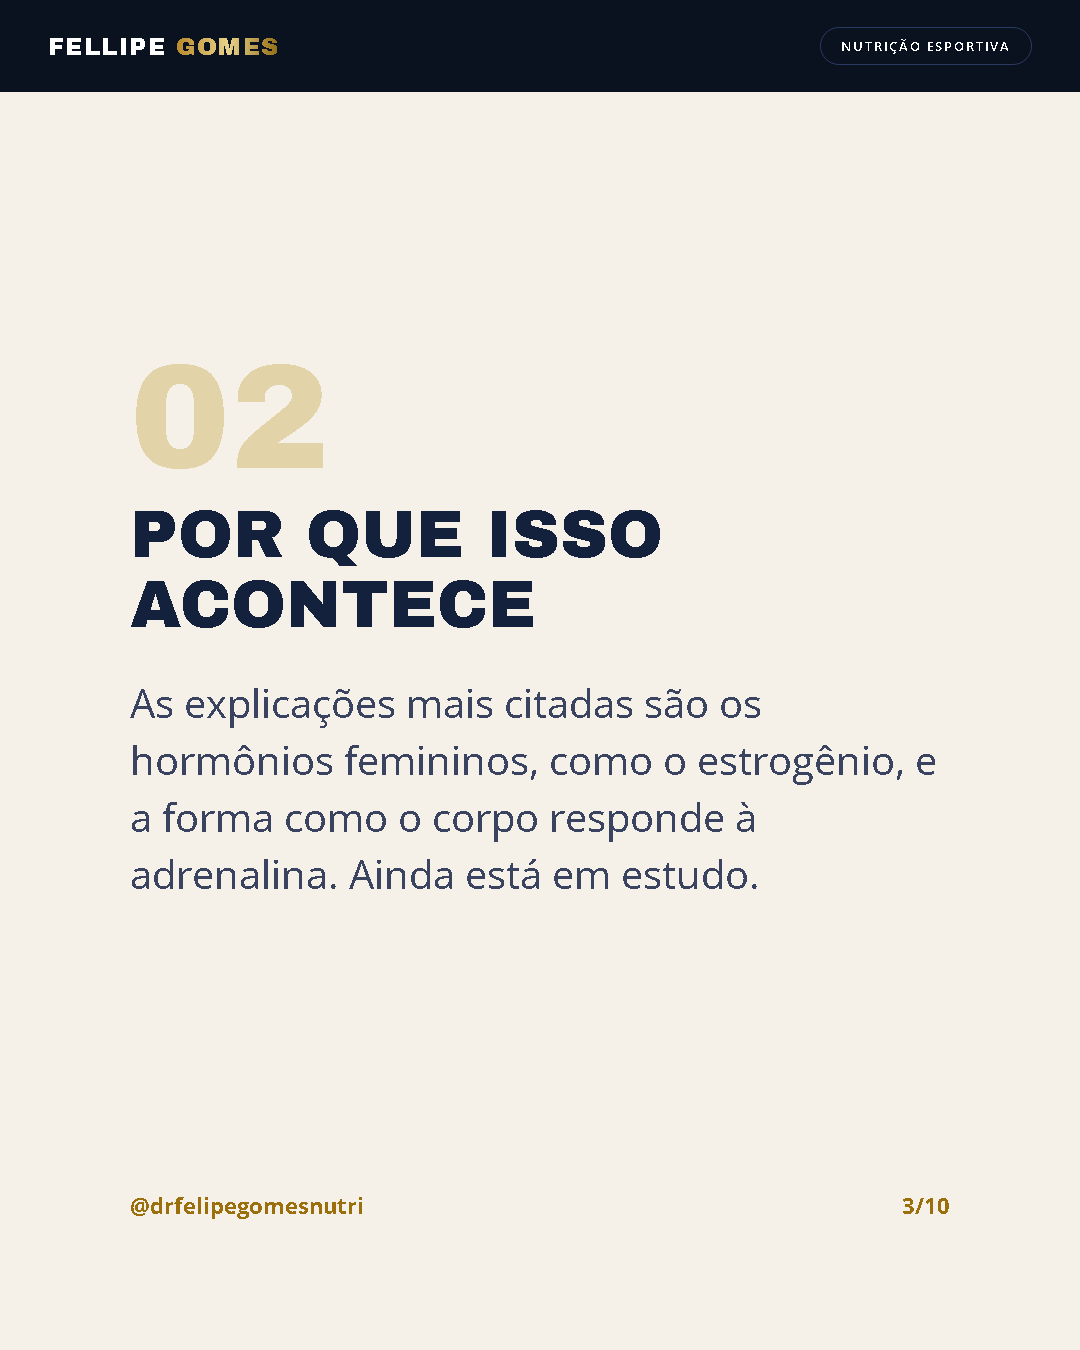 FELLIPE GOMES
NUTRIÇÃO ESPORTIVA
02
POR QUE ISSO
ACONTECE
As explicações mais citadas são os
hormônios femininos, como o estrogênio, e
a forma como o corpo responde à
adrenalina. Ainda está em estudo.
@drfelipegomesnutri
3/10